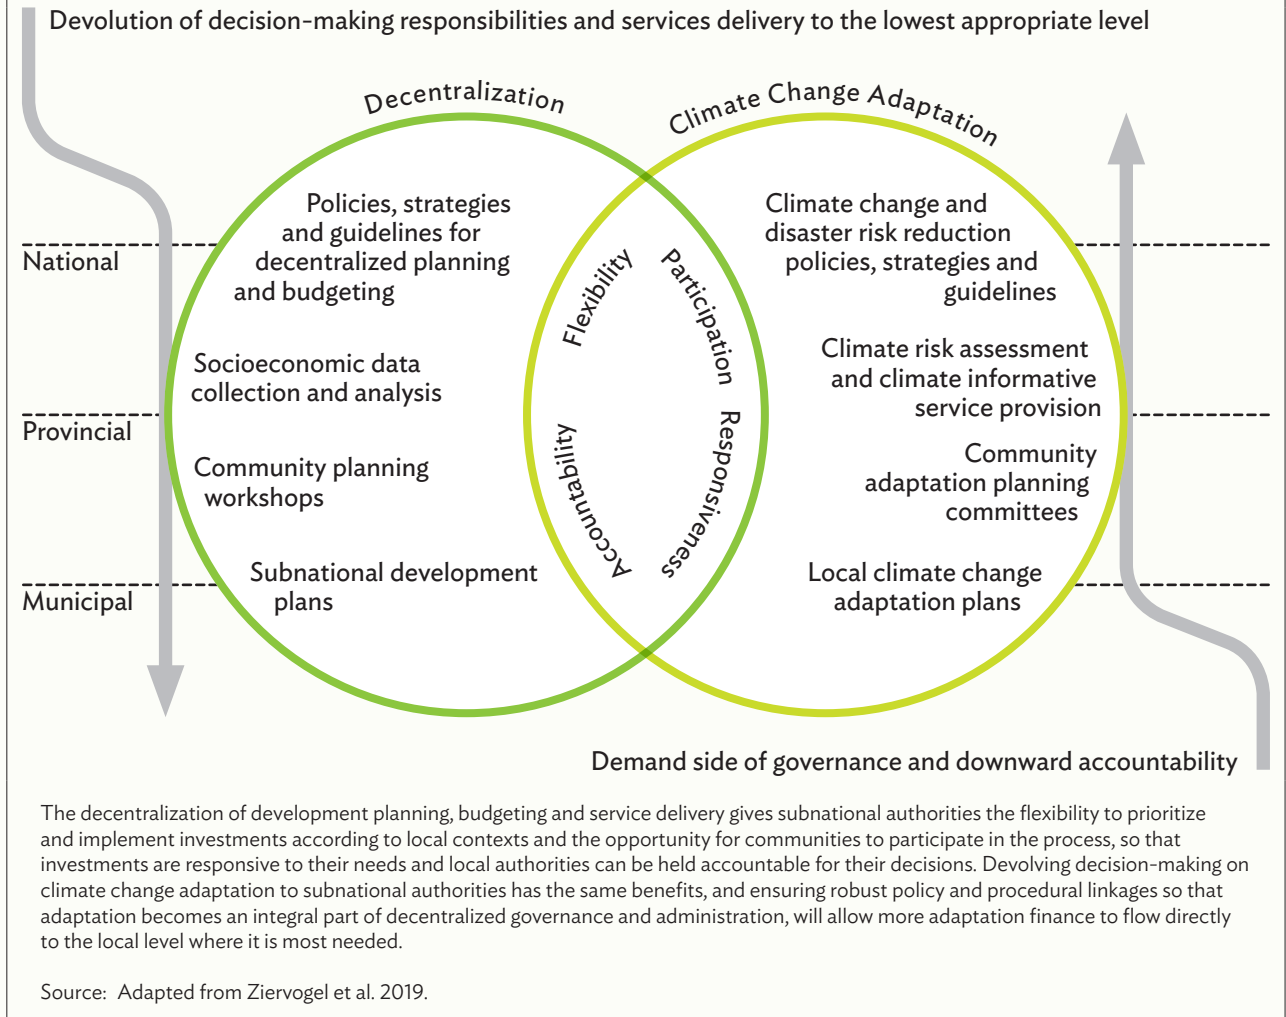 Devolution of decision-making responsibilities and services delivery to the lowest appropriate level
Decentralization
Climate Change Adaptation
National
Provincial
Municipal
Policies, strategies
and guidelines for
decentralized planning
and budgeting
Socioeconomic data
collection and analysis
Community planning
workshops
Subnational development
plans
Flexibility
Participation
Accountability
Responsiveness
Climate change and
disaster risk reduction
policies, strategies and
guidelines
Climate risk assessment
and climate informative
service provision
Community
adaptation planning
committees
Local climate change
adaptation plans
Demand side of governance and downward accountability
The decentralization of development planning, budgeting and service delivery gives subnational authorities the flexibility to prioritize
and implement investments according to local contexts and the opportunity for communities to participate in the process, so that
investments are responsive to their needs and local authorities can be held accountable for their decisions. Devolving decision-making on
climate change adaptation to subnational authorities has the same benefits, and ensuring robust policy and procedural linkages so that
adaptation becomes an integral part of decentralized governance and administration, will allow more adaptation finance to flow directly
to the local level where it is most needed.
Source: Adapted from Ziervogel et al. 2019.